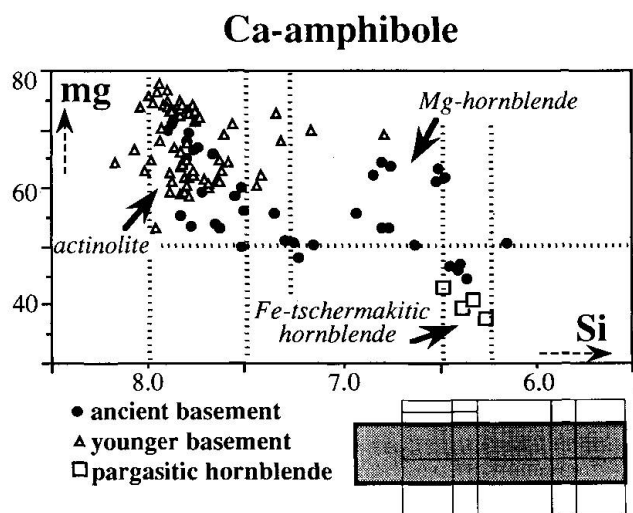 Ca-amphibole
80
mg
Mg-hornblende
60
actinolite
40
Fe-tschermakitic
hornblende
Si
8.0
7.0
6.0
ancient basement
younger basement
pargasitic hornblende